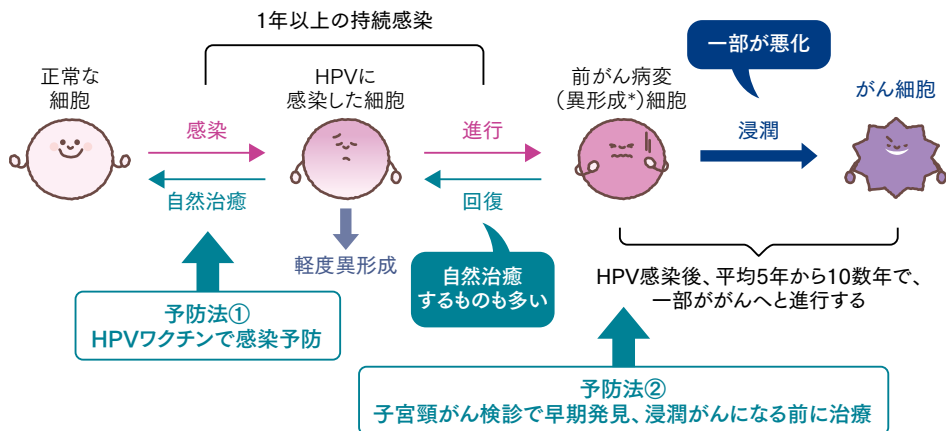 1年以上の持続感染
正常な
細胞
HPVに
感染した細胞
前がん病変
（異形成*）細胞
一部が悪化
がん細胞
感染
進行
浸潤
自然治癒
回復
軽度異形成
自然治癒
するものも多い
HPV感染後、平均5年から10数年で、
一部ががんへと進行する
予防法①
HPVワクチンで感染予防
予防法②
子宮頸がん検診で早期発見、浸潤がんになる前に治療